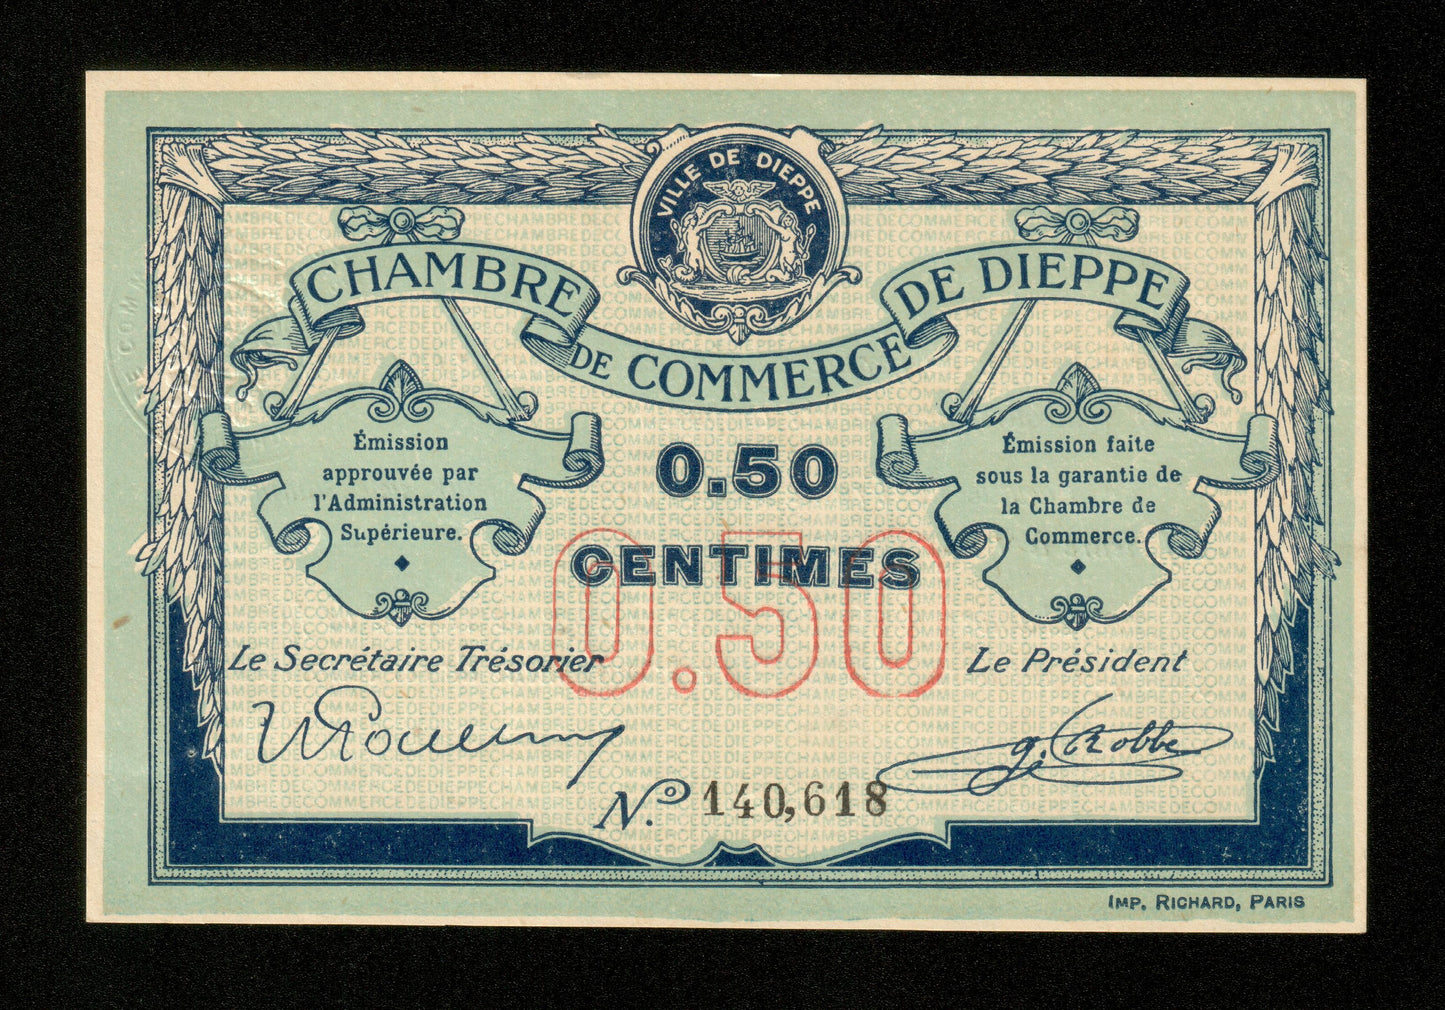 VILLE DE DIEPPE
CHAMBRE DE COMMERCE DE DIEPPE
0.50
CENTIMES
0.50
Émission
approuvée par
l'Administration
Supérieure.
Émission faite
sous la garantie de
la Chambre de
Commerce.
Le Secrétaire Trésorier
Le Président
G. Robbe
N.º 140,618
IMP. RICHARD, PARIS